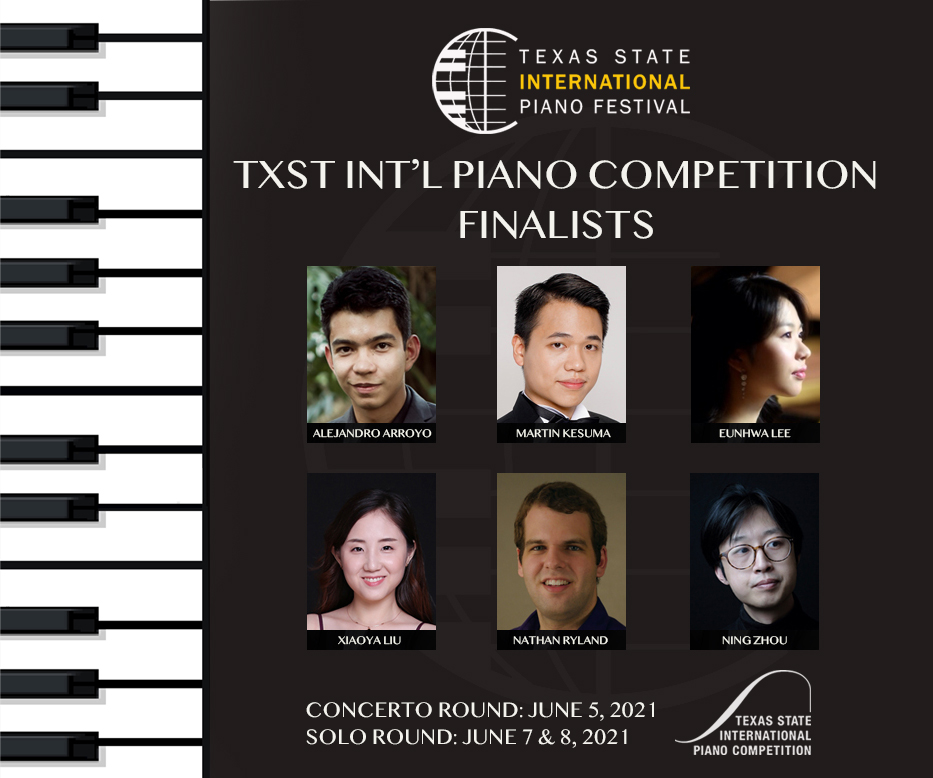 TEXAS STATE
INTERNATIONAL
PIANO FESTIVAL
TXST INT'L PIANO COMPETITION
FINALISTS
ALEJANDRO ARROYO
MARTIN KESUMA
EUNHWA LEE
XIAOYA LIU
NATHAN RYLAND
NING ZHOU
CONCERTO ROUND: JUNE 5, 2021
SOLO ROUND: JUNE 7 & 8, 2021
TEXAS STATE
INTERNATIONAL
PIANO COMPETITION